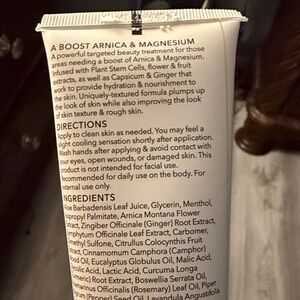 A BOOST ARNICA & MAGNESIUM
A powerful targeted beauty treatment for those
areas needing a boost of Arnica & Magnesium.
Infused with Plant Stem Cells, flower & fruit
extracts, as well as Capsicum & Ginger that
work to provide hydration & nourishment to
the skin. Uniquely-textured formula plumps up
the look of skin while also improving the look
of skin texture & rough skin.
DIRECTIONS
Apply to clean skin as needed. You may feel a
slight cooling sensation shortly after application.
Wash hands after applying & avoid contact with
your eyes, open wounds, or damaged skin. This
product is not intended for facial use.
Recommended for daily use on the body. For
external use only.
INGREDIENTS
Aloe Barbadensis Leaf Juice, Glycerin, Menthol,
Isopropyl Palmitate, Arnica Montana Flower
Extract, Zingiber Officinale (Ginger) Root Extract,
Symphytum Officinale Leaf Extract, Carbomer,
Dimethyl Sulfone, Citrullus Colocynthis Fruit
Extract, Cinnamomum Camphora (Camphor)
Wood Oil, Eucalyptus Globulus Oil, Malic Acid,
Glycolic Acid, Lactic Acid, Curcuma Longa
(Turmeric) Root Extract, Boswellia Serrata Oil,
Rosmarinus Officinalis (Rosemary) Leaf Oil, Piper
Nigrum (Pepper) Seed Oil, Lavandula Angustifolia